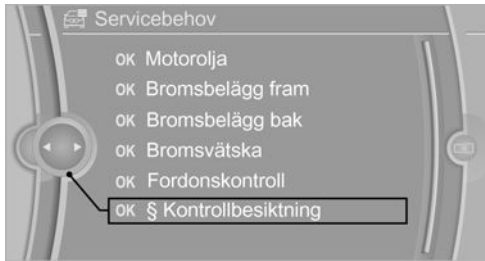 Servicebehov
OK Motorolja
OK Bromsbelägg fram
OK Bromsbelägg bak
OK Bromsvätska
OK Fordonskontroll
OK § Kontrollbesiktning